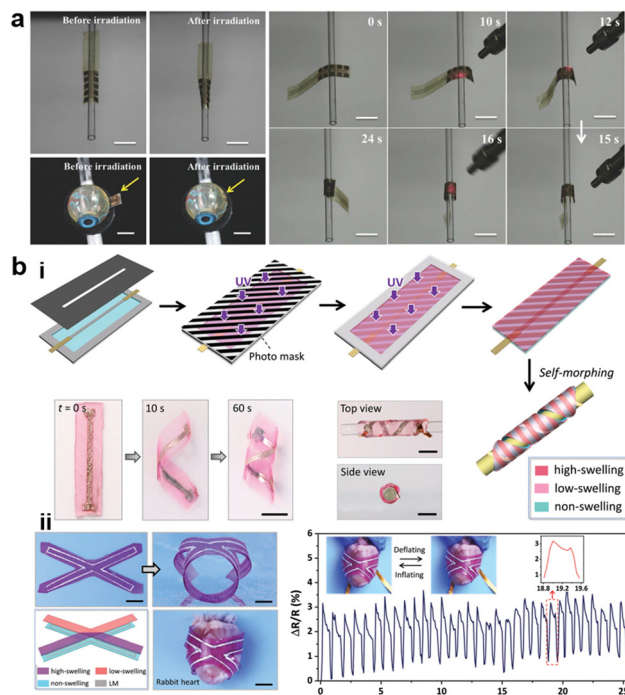 a
Before irradiation
After irradiation
0 s
10 s
12 s
24 s
16 s
15 s
Before irradiation
After irradiation
b i
UV
UV
Photo mask
Self-morphing
t = 0 s
10 s
60 s
Top view
Side view
high-swelling
low-swelling
non-swelling
ii
high-swelling
low-swelling
non-swelling
LM
Rabbit heart
ΔR/R (%)
6
5
4
3
2
1
0
Deflating
Inflating
3
2
1
18.8 19.2 19.6
0 5 10 15 20 25